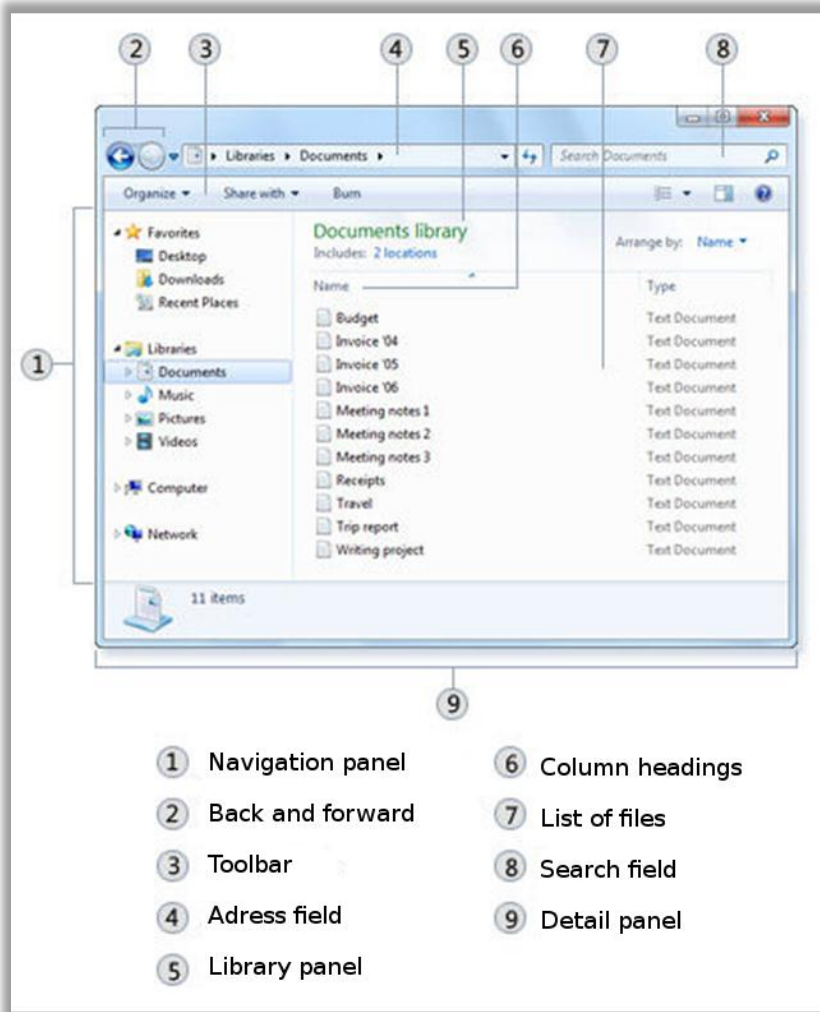 2 3 4 5 6 7 8
Libraries Documents Search Documents
Organize Share with Burn
Favorites
Desktop
Downloads
Recent Places
Libraries
Documents
Music
Pictures
Videos
Computer
Network
1
Documents library
Includes: 2 locations
Arrange by: Name
Name Type
Budget Text Document
Invoice '04 Text Document
Invoice '05 Text Document
Invoice '06 Text Document
Meeting notes 1 Text Document
Meeting notes 2 Text Document
Meeting notes 3 Text Document
Receipts Text Document
Travel Text Document
Trip report Text Document
Writing project Text Document
11 items
9
1 Navigation panel
2 Back and forward
3 Toolbar
4 Adress field
5 Library panel
6 Column headings
7 List of files
8 Search field
9 Detail panel